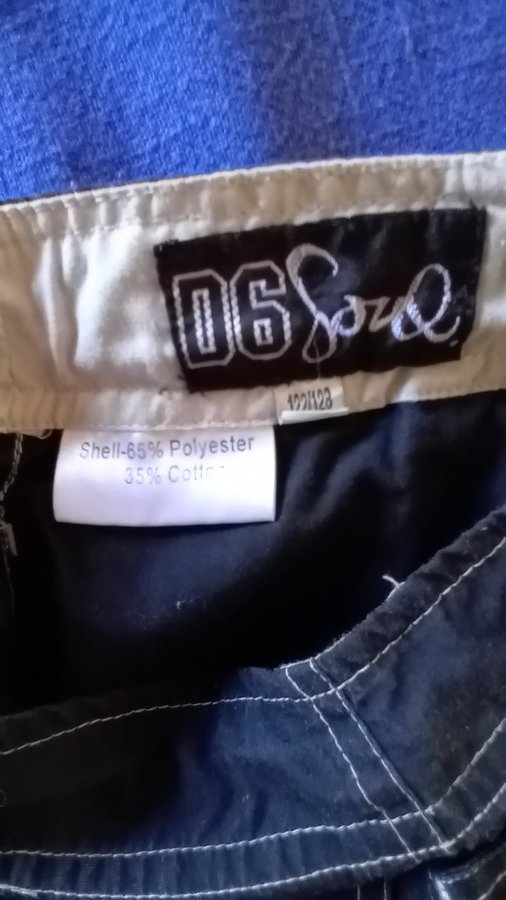 06 Soul
122/128
Shell-65% Polyester
35% Cotton